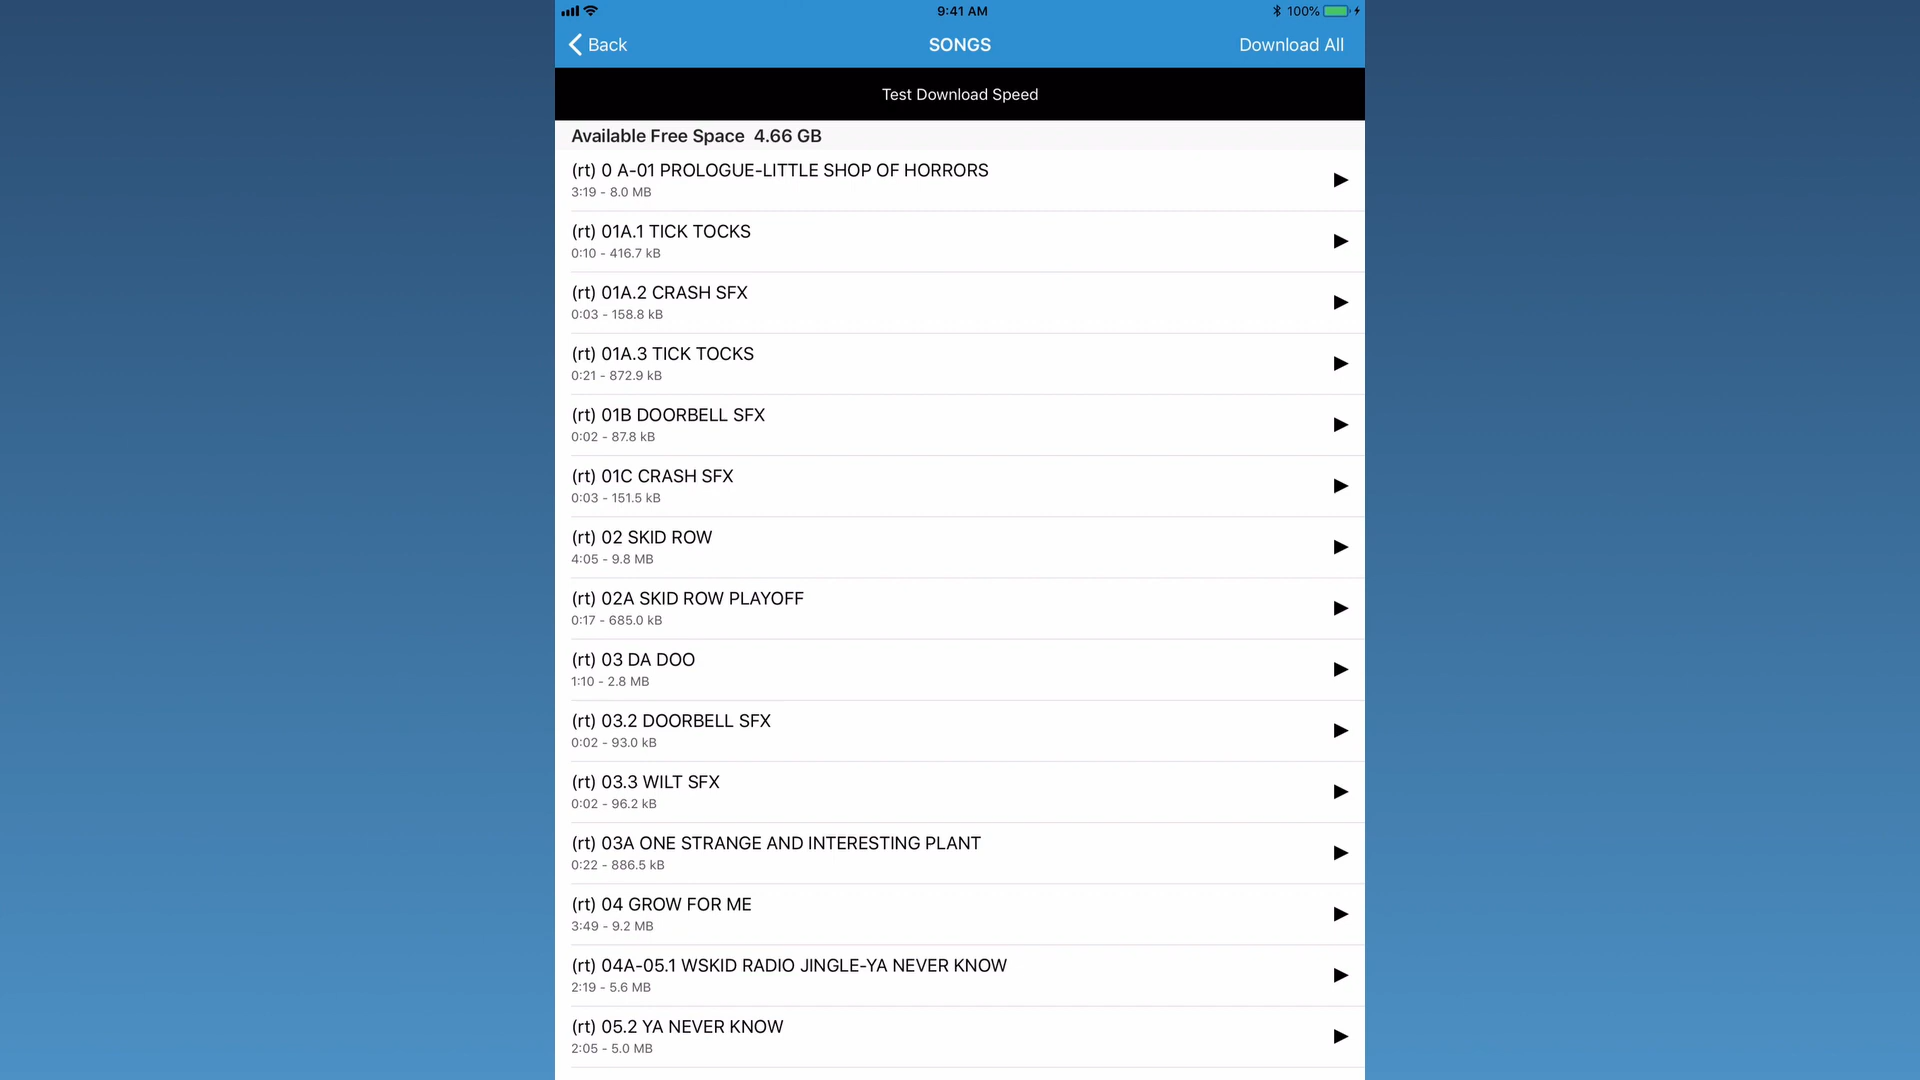 9:41 AM
100%
Back
SONGS
Download All
Test Download Speed
Available Free Space 4.66 GB
(rt) 0 A-01 PROLOGUE-LITTLE SHOP OF HORRORS
3:19 - 8.0 MB
(rt) 01A.1 TICK TOCKS
0:10 - 416.7 kB
(rt) 01A.2 CRASH SFX
0:03 - 158.8 kB
(rt) 01A.3 TICK TOCKS
0:21 - 872.9 kB
(rt) 01B DOORBELL SFX
0:02 - 87.8 kB
(rt) 01C CRASH SFX
0:03 - 151.5 kB
(rt) 02 SKID ROW
4:05 - 9.8 MB
(rt) 02A SKID ROW PLAYOFF
0:17 - 685.0 kB
(rt) 03 DA DOO
1:10 - 2.8 MB
(rt) 03.2 DOORBELL SFX
0:02 - 93.0 kB
(rt) 03.3 WILT SFX
0:02 - 96.2 kB
(rt) 03A ONE STRANGE AND INTERESTING PLANT
0:22 - 886.5 kB
(rt) 04 GROW FOR ME
3:49 - 9.2 MB
(rt) 04A-05.1 WSKID RADIO JINGLE-YA NEVER KNOW
2:19 - 5.6 MB
(rt) 05.2 YA NEVER KNOW
2:05 - 5.0 MB